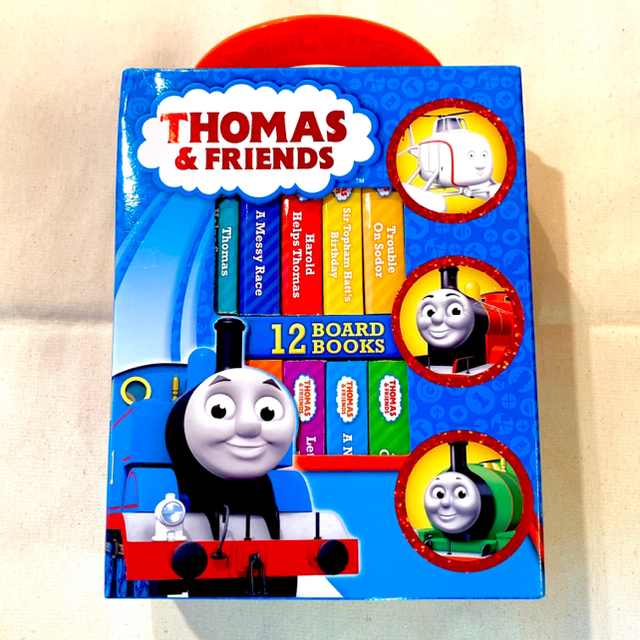 THOMAS
& FRIENDS
™
Thomas
A Messy Race
Harold
Helps Thomas
Sir Topham Hatt's
Birthday
Trouble
On Sodor
12 BOARD
BOOKS
THOMAS
& FRIENDS
THOMAS
& FRIENDS
THOMAS
& FRIENDS